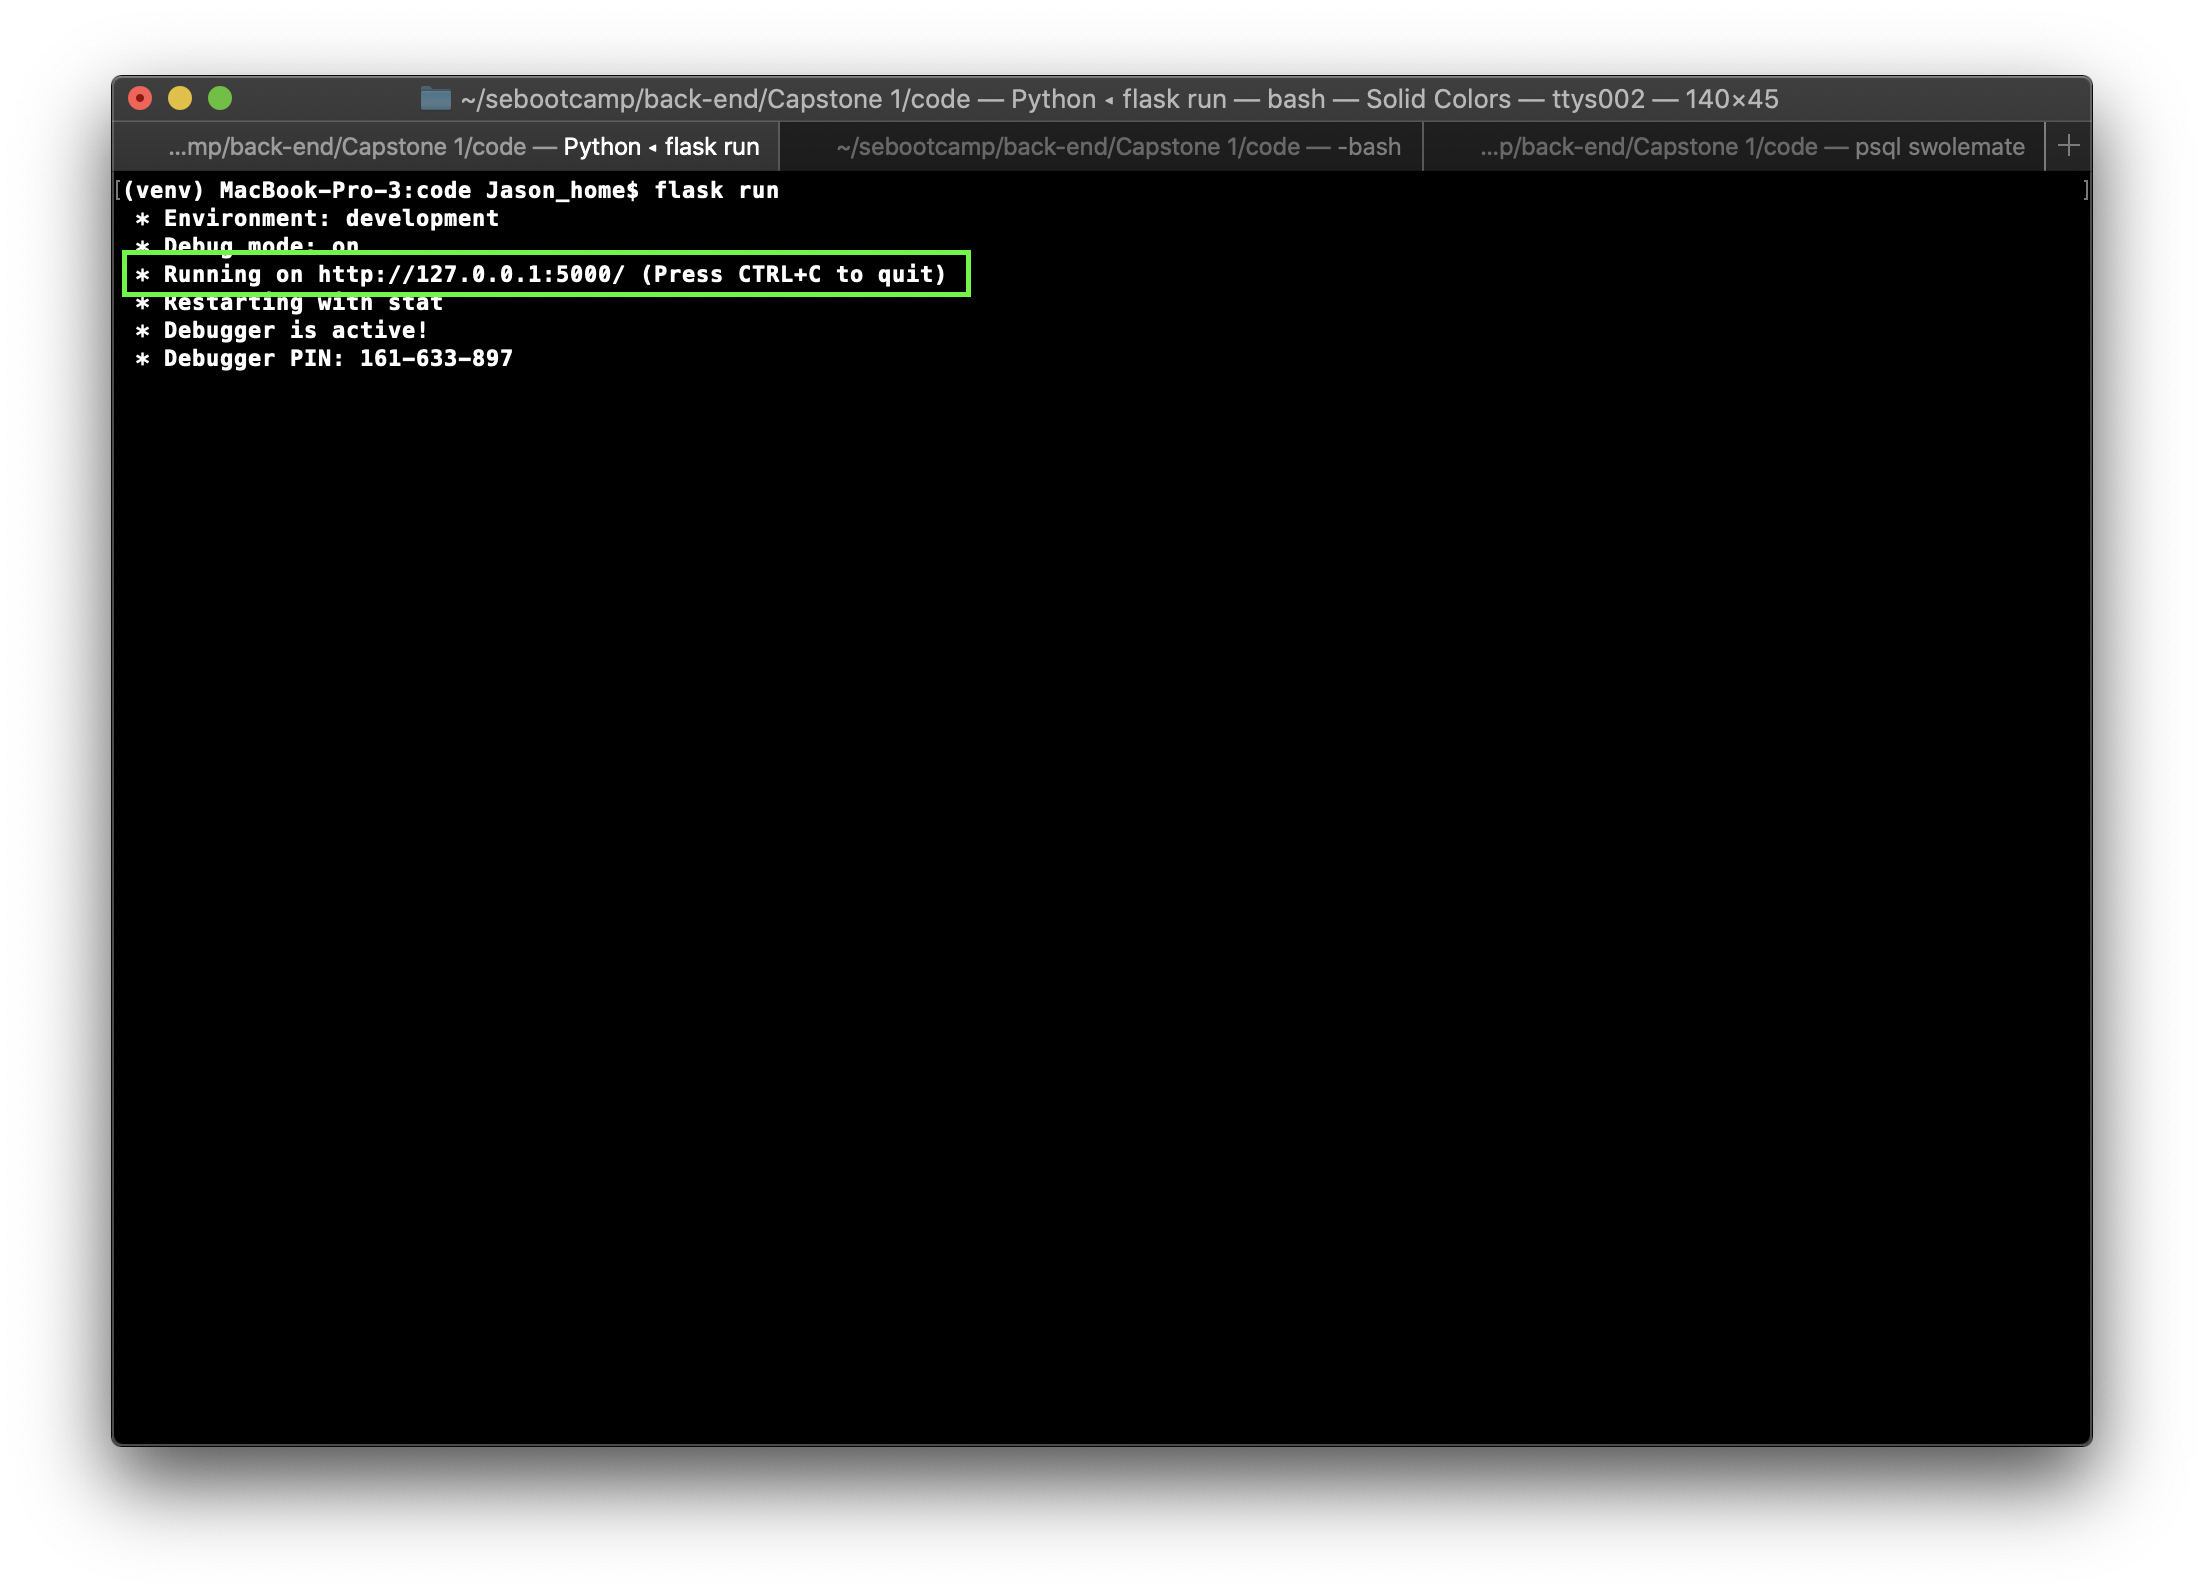 ~/sebootcamp/back-end/Capstone 1/code — Python ◂ flask run — bash — Solid Colors — ttys002 — 140×45
...mp/back-end/Capstone 1/code — Python ◂ flask run
~/sebootcamp/back-end/Capstone 1/code — -bash
...p/back-end/Capstone 1/code — psql swolemate
[(venv) MacBook-Pro-3:code Jason_home$ flask run ]
* Environment: development
* Debug mode: on
* Running on http://127.0.0.1:5000/ (Press CTRL+C to quit)
* Restarting with stat
* Debugger is active!
* Debugger PIN: 161-633-897